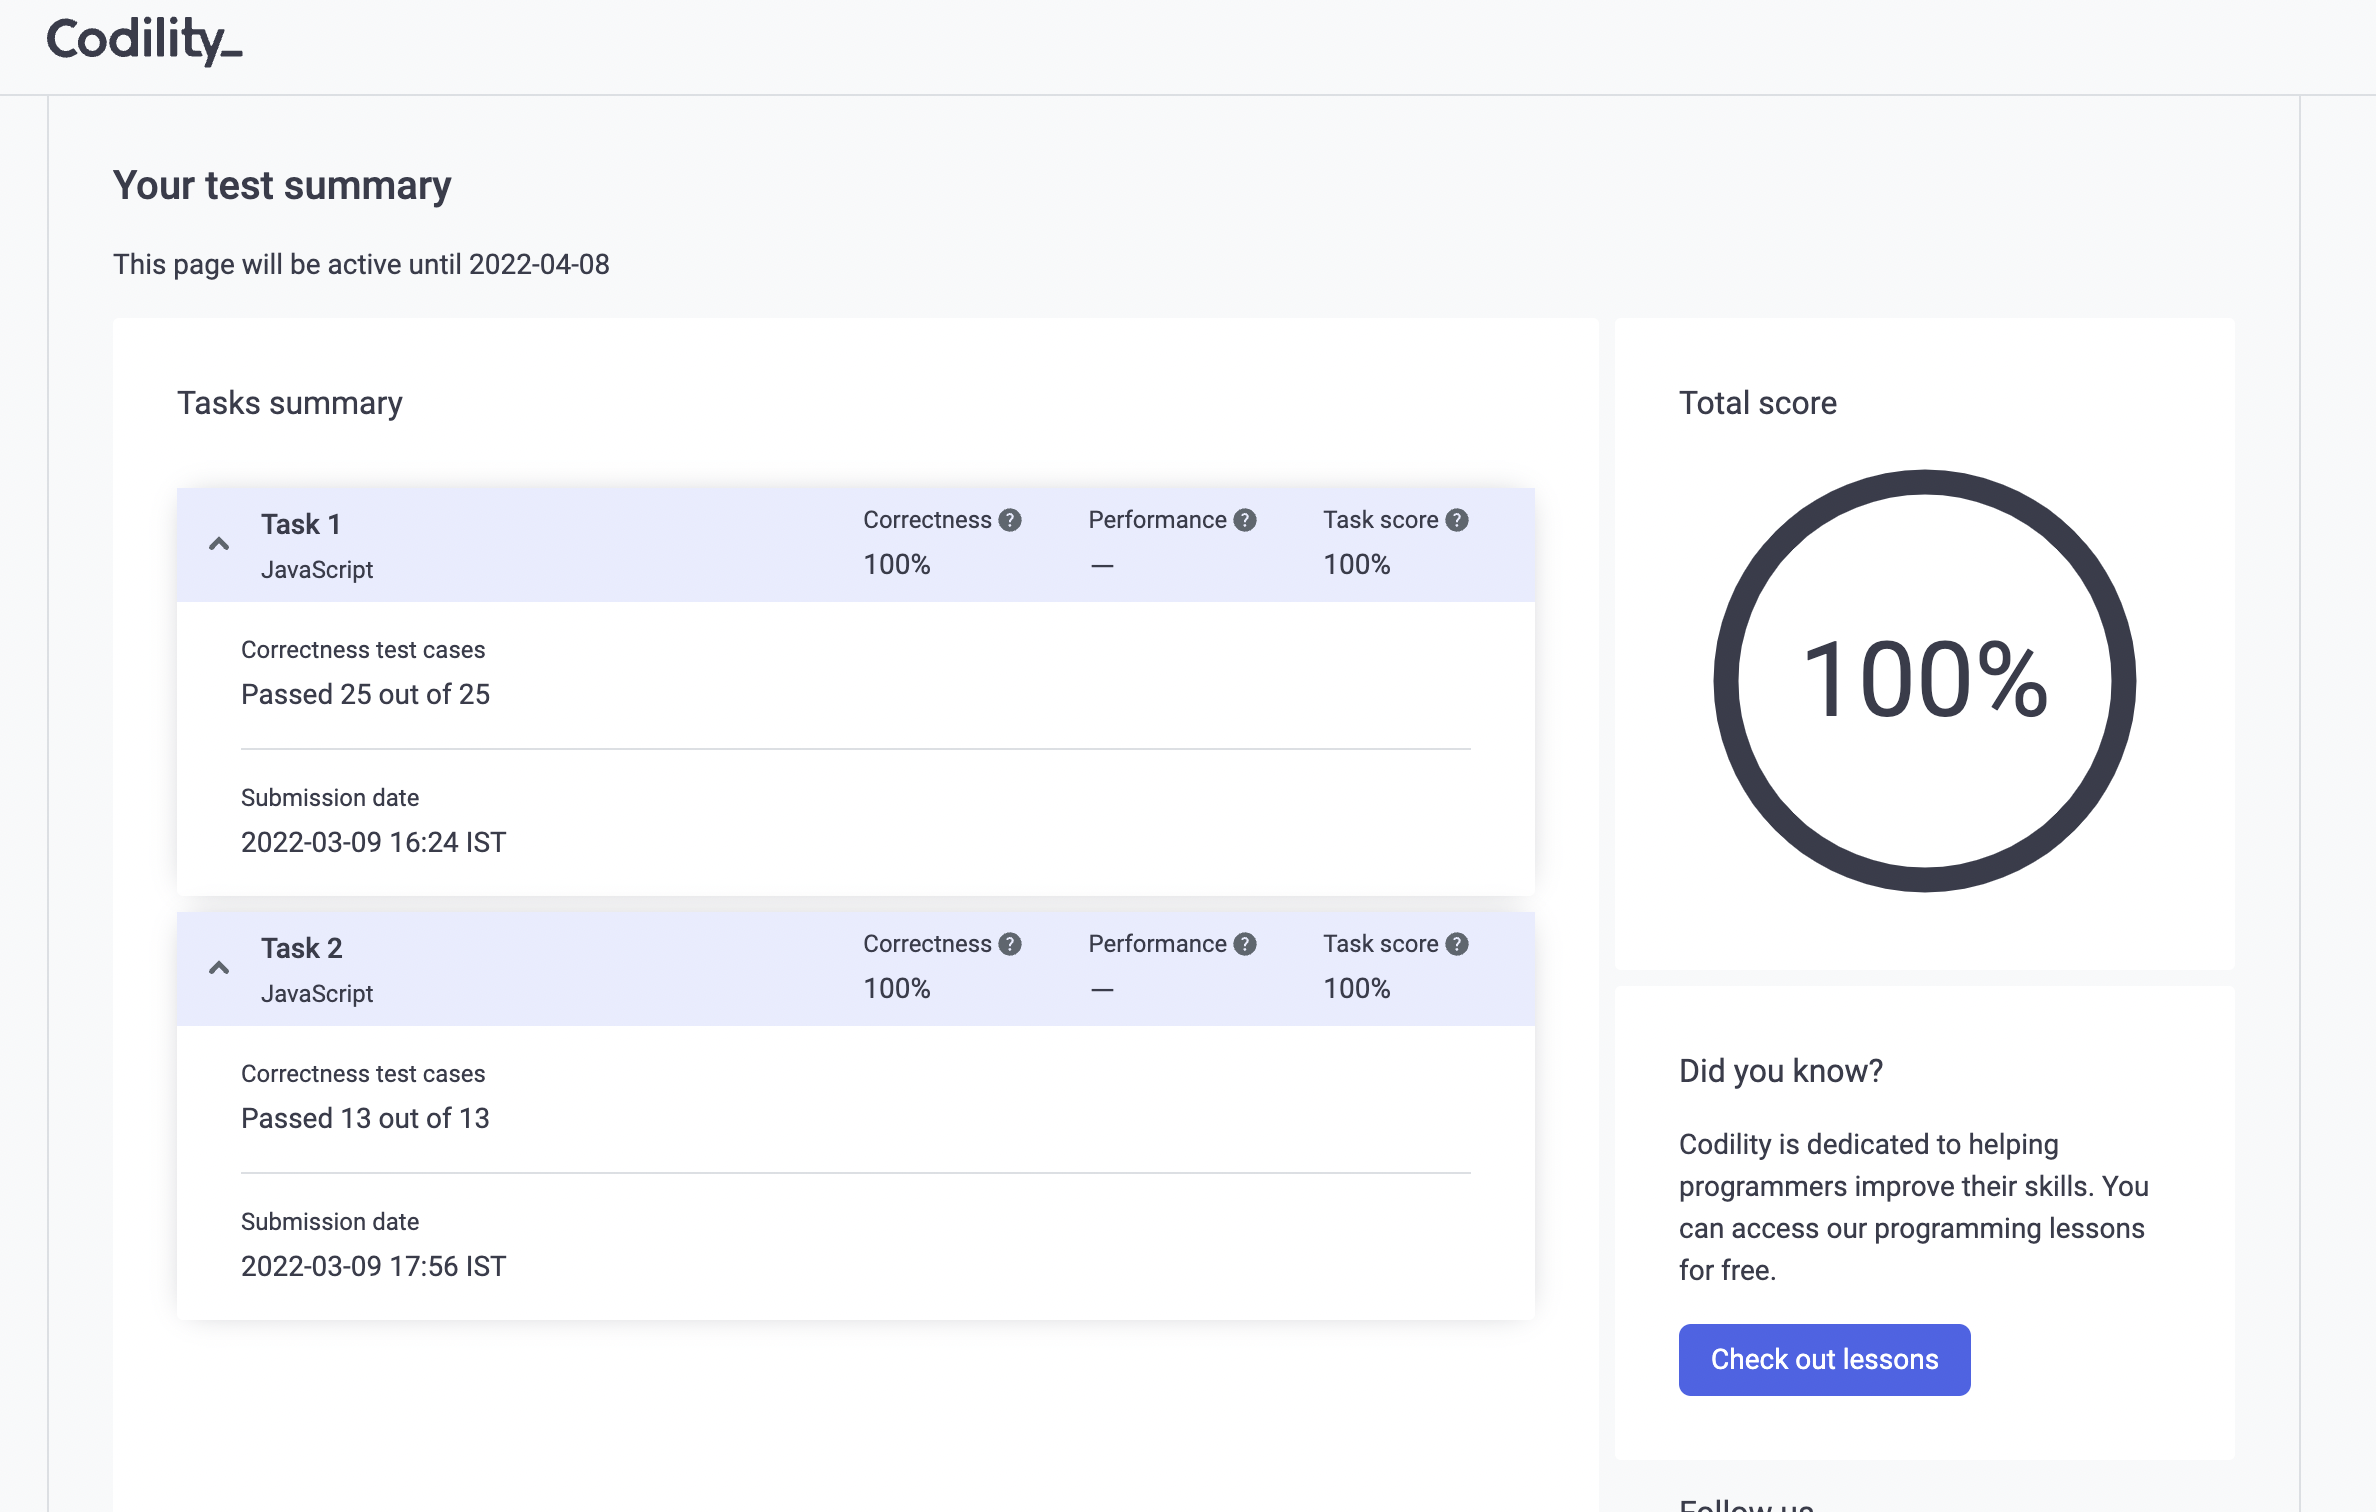 Codility_
Your test summary
This page will be active until 2022-04-08
Tasks summary
Task 1
JavaScript
Correctness ?
100%
Performance ?
—
Task score ?
100%
Correctness test cases
Passed 25 out of 25
Submission date
2022-03-09 16:24 IST
Task 2
JavaScript
Correctness ?
100%
Performance ?
—
Task score ?
100%
Correctness test cases
Passed 13 out of 13
Submission date
2022-03-09 17:56 IST
Total score
100%
Did you know?
Codility is dedicated to helping
programmers improve their skills. You
can access our programming lessons
for free.
Check out lessons
Follow us